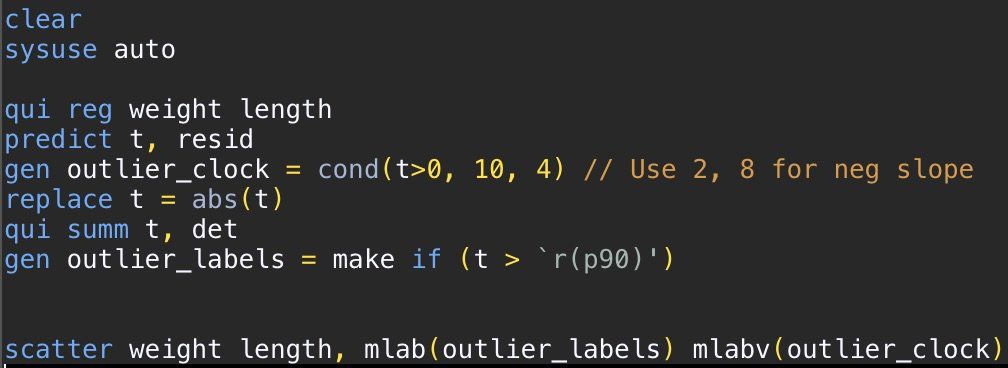 clear
sysuse auto
qui reg weight length
predict t, resid
gen outlier_clock = cond(t>0, 10, 4) // Use 2, 8 for neg slope
replace t = abs(t)
qui summ t, det
gen outlier_labels = make if (t > `r(p90)')
scatter weight length, mlab(outlier_labels) mlabv(outlier_clock)